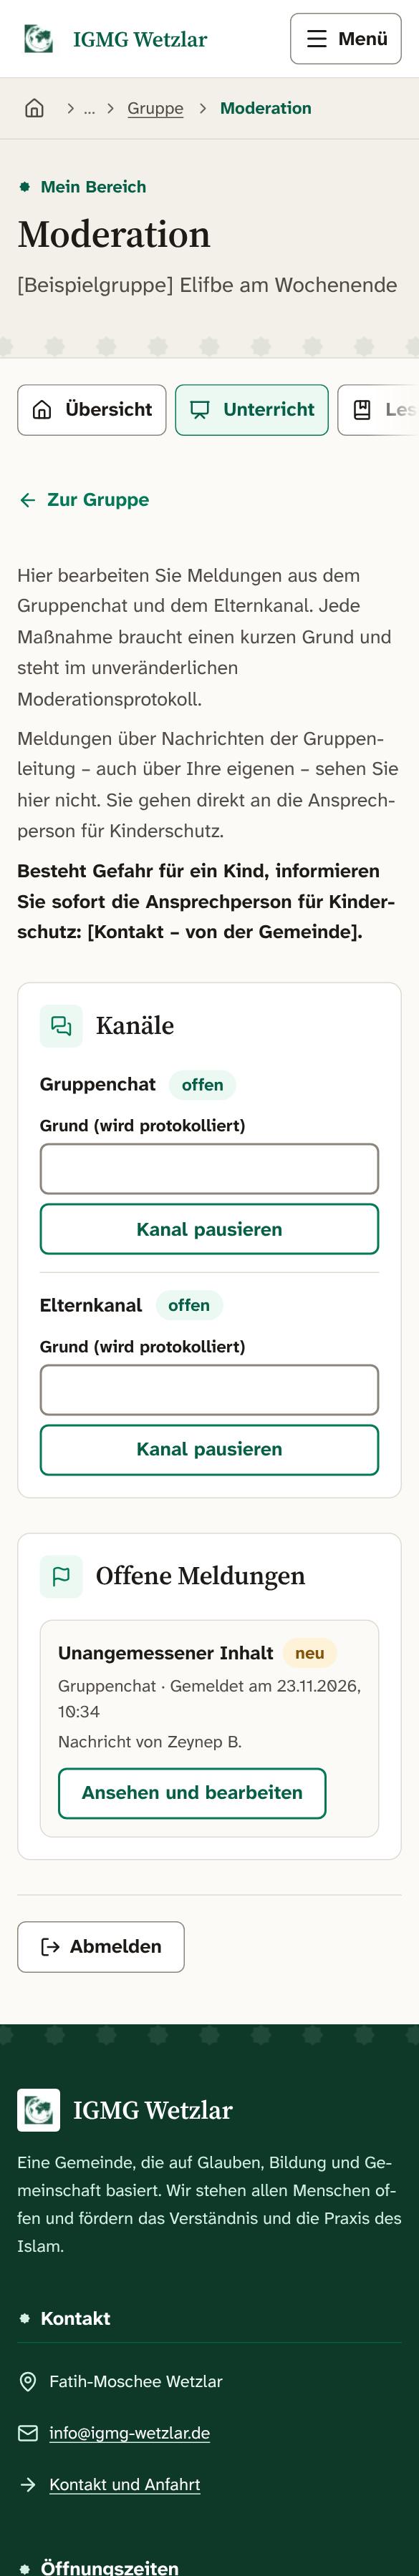 IGMG Wetzlar
Menü
... Gruppe Moderation
Mein Bereich
Moderation
[Beispielgruppe] Elifbe am Wochenende
Übersicht
Unterricht
Les
Zur Gruppe
Hier bearbeiten Sie Meldungen aus dem
Gruppenchat und dem Elternkanal. Jede
Maßnahme braucht einen kurzen Grund und
steht im unveränderlichen
Moderationsprotokoll.
Meldungen über Nachrichten der Gruppen-
leitung – auch über Ihre eigenen – sehen Sie
hier nicht. Sie gehen direkt an die Ansprech-
person für Kinderschutz.
Besteht Gefahr für ein Kind, informieren
Sie sofort die Ansprechperson für Kinder-
schutz: [Kontakt – von der Gemeinde].
Kanäle
Gruppenchat offen
Grund (wird protokolliert)
Kanal pausieren
Elternkanal offen
Grund (wird protokolliert)
Kanal pausieren
Offene Meldungen
Unangemessener Inhalt neu
Gruppenchat · Gemeldet am 23.11.2026,
10:34
Nachricht von Zeynep B.
Ansehen und bearbeiten
Abmelden
IGMG Wetzlar
Eine Gemeinde, die auf Glauben, Bildung und Ge-
meinschaft basiert. Wir stehen allen Menschen of-
fen und fördern das Verständnis und die Praxis des
Islam.
Kontakt
Fatih-Moschee Wetzlar
info@igmg-wetzlar.de
Kontakt und Anfahrt
Öffnungszeiten